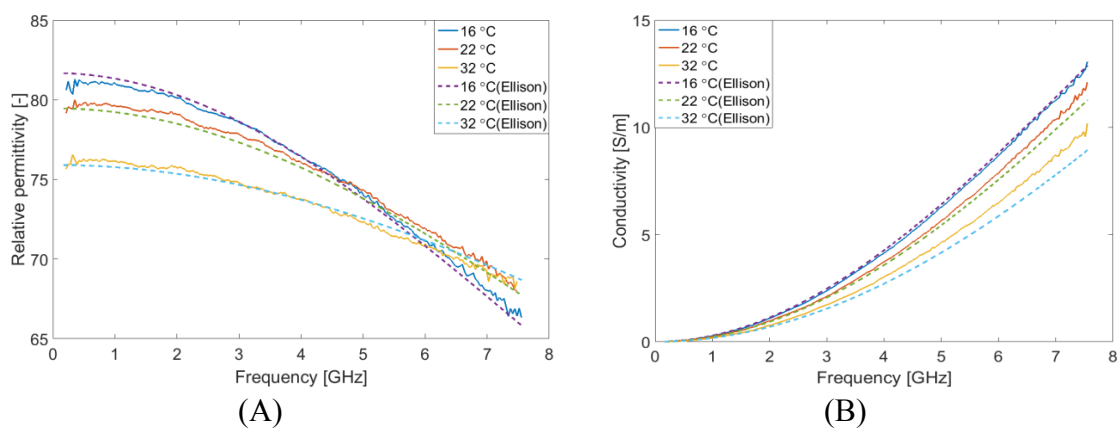 85
80
75
70
65
Relative permittivity [-]
16 °C
22 °C
32 °C
16 °C(Ellison)
22 °C(Ellison)
32 °C(Ellison)
0 1 2 3 4 5 6 7 8
Frequency [GHz]
(A)
15
10
5
0
Conductivity [S/m]
16 °C
22 °C
32 °C
16 °C(Ellison)
22 °C(Ellison)
32 °C(Ellison)
0 1 2 3 4 5 6 7 8
Frequency [GHz]
(B)